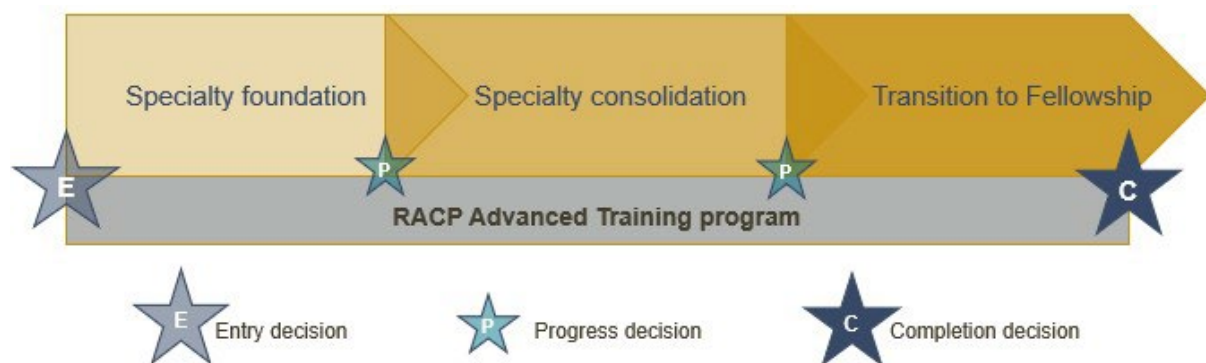 Specialty foundation
Specialty consolidation
Transition to Fellowship
E
P
P
C
RACP Advanced Training program
E Entry decision
P Progress decision
C Completion decision